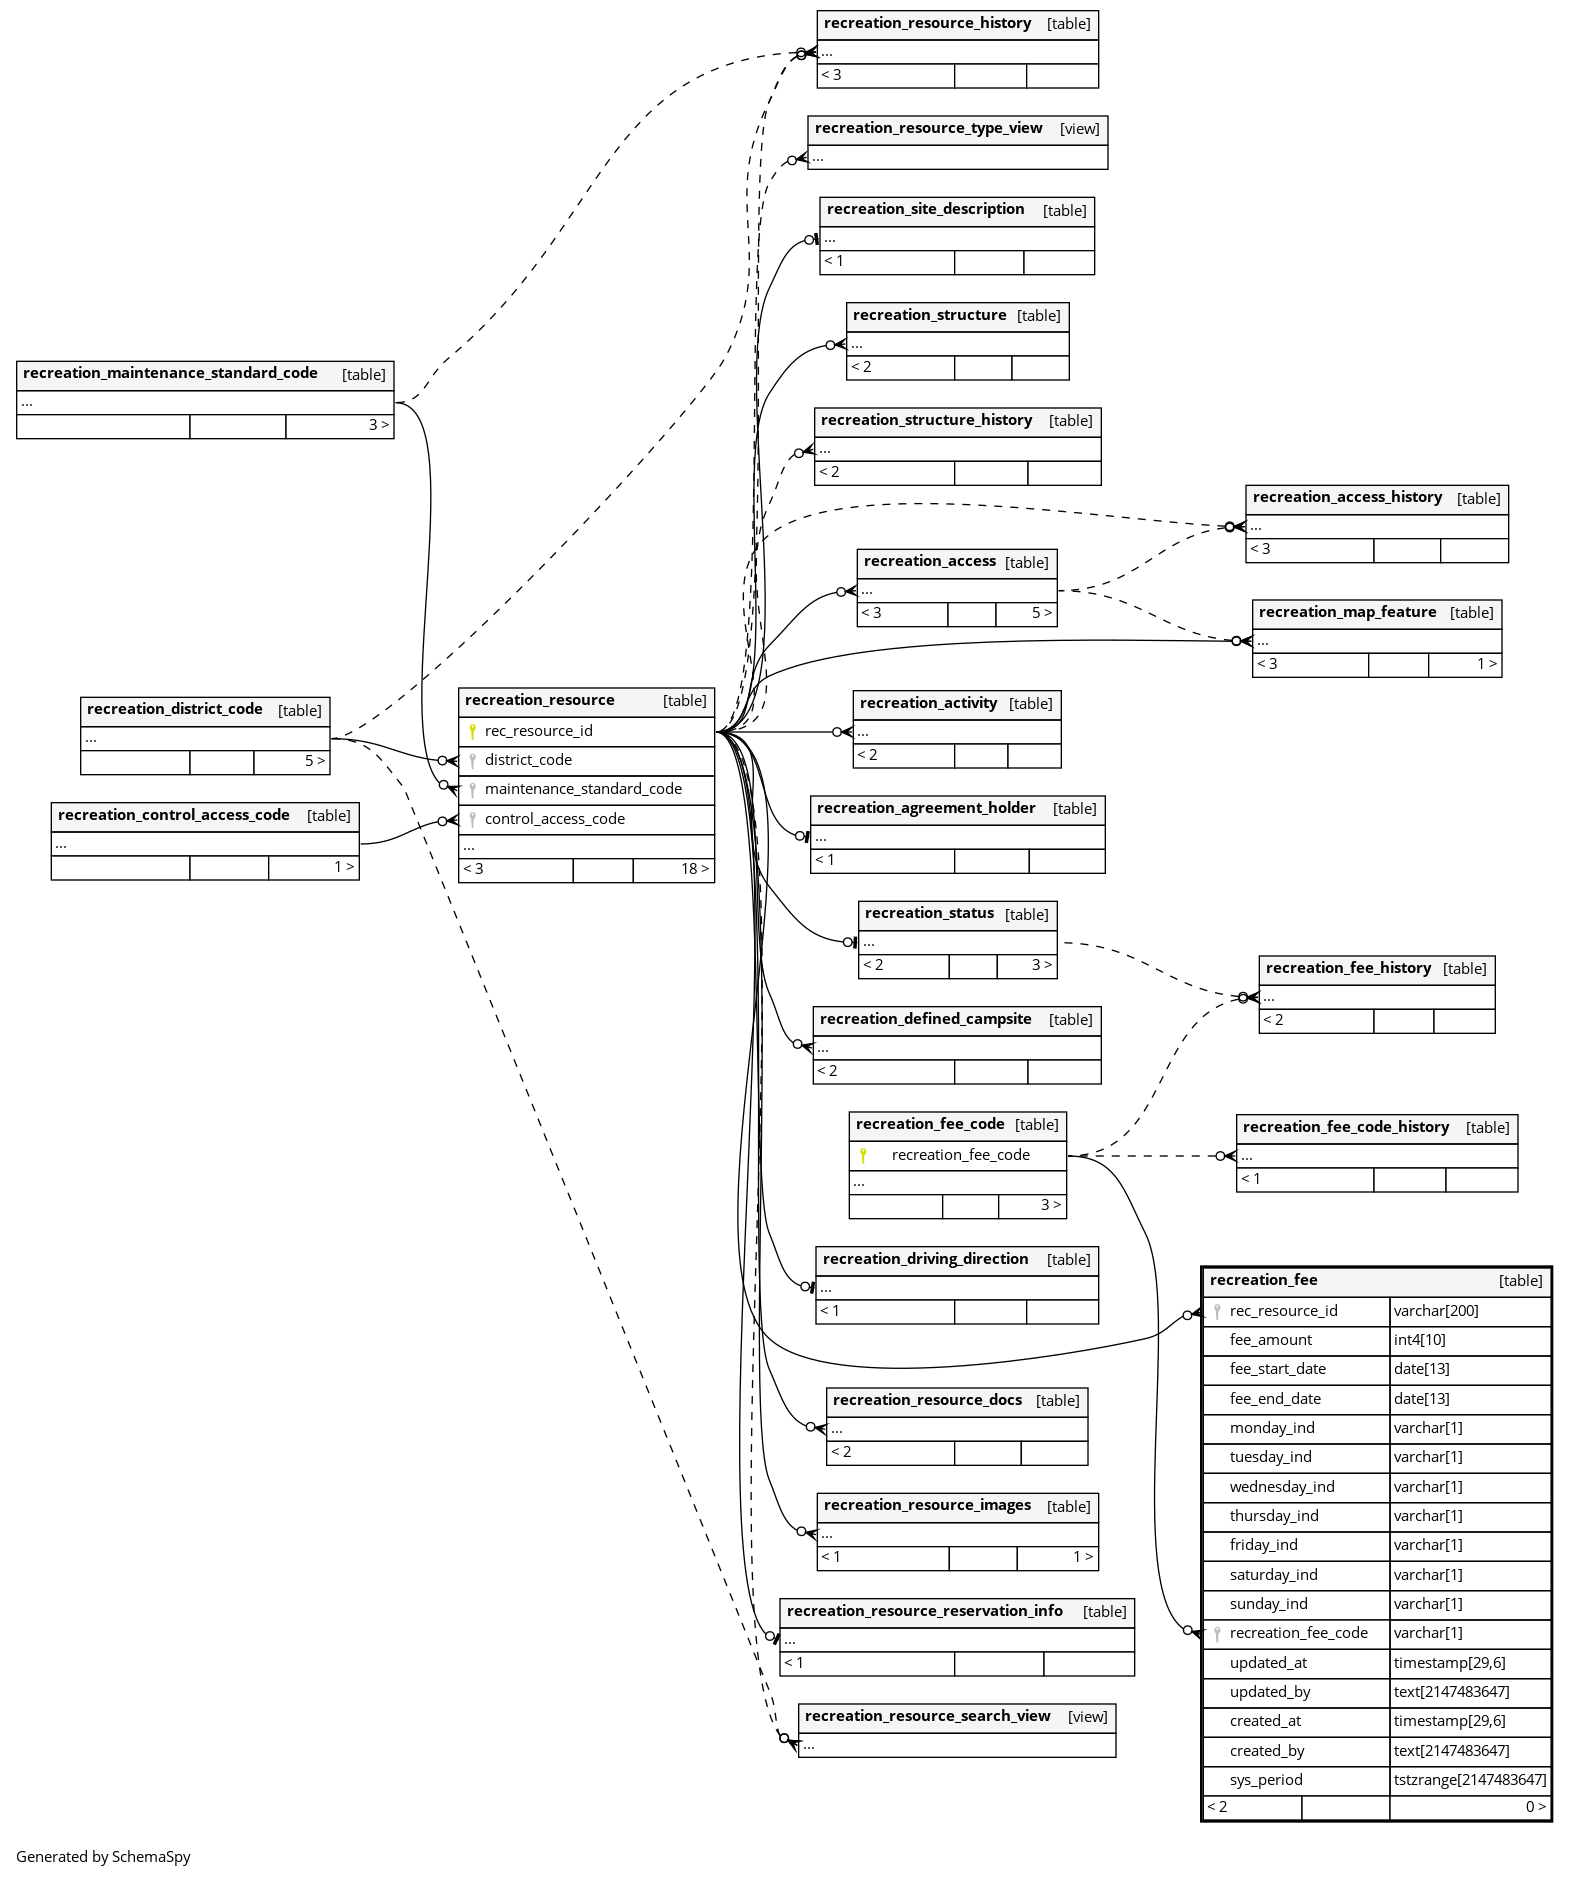 recreation_resource_history [table]
...
< 3
recreation_resource_type_view [view]
...
recreation_site_description [table]
...
< 1
recreation_structure [table]
...
< 2
recreation_maintenance_standard_code [table]
...
3 >
recreation_structure_history [table]
...
< 2
recreation_access_history [table]
...
< 3
recreation_access [table]
...
< 3 5 >
recreation_map_feature [table]
...
< 3 1 >
recreation_district_code [table]
...
5 >
recreation_control_access_code [table]
...
1 >
recreation_resource [table]
rec_resource_id
district_code
maintenance_standard_code
control_access_code
...
< 3 18 >
recreation_activity [table]
...
< 2
recreation_agreement_holder [table]
...
< 1
recreation_status [table]
...
< 2 3 >
recreation_fee_history [table]
...
< 2
recreation_defined_campsite [table]
...
< 2
recreation_fee_code [table]
recreation_fee_code
...
3 >
recreation_fee_code_history [table]
...
< 1
recreation_driving_direction [table]
...
< 1
recreation_fee [table]
rec_resource_id varchar[200]
fee_amount int4[10]
fee_start_date date[13]
fee_end_date date[13]
monday_ind varchar[1]
tuesday_ind varchar[1]
wednesday_ind varchar[1]
thursday_ind varchar[1]
friday_ind varchar[1]
saturday_ind varchar[1]
sunday_ind varchar[1]
recreation_fee_code varchar[1]
updated_at timestamp[29,6]
updated_by text[2147483647]
created_at timestamp[29,6]
created_by text[2147483647]
sys_period tstzrange[2147483647]
< 2 0 >
recreation_resource_docs [table]
...
< 2
recreation_resource_images [table]
...
< 1 1 >
recreation_resource_reservation_info [table]
...
< 1
recreation_resource_search_view [view]
...
Generated by SchemaSpy